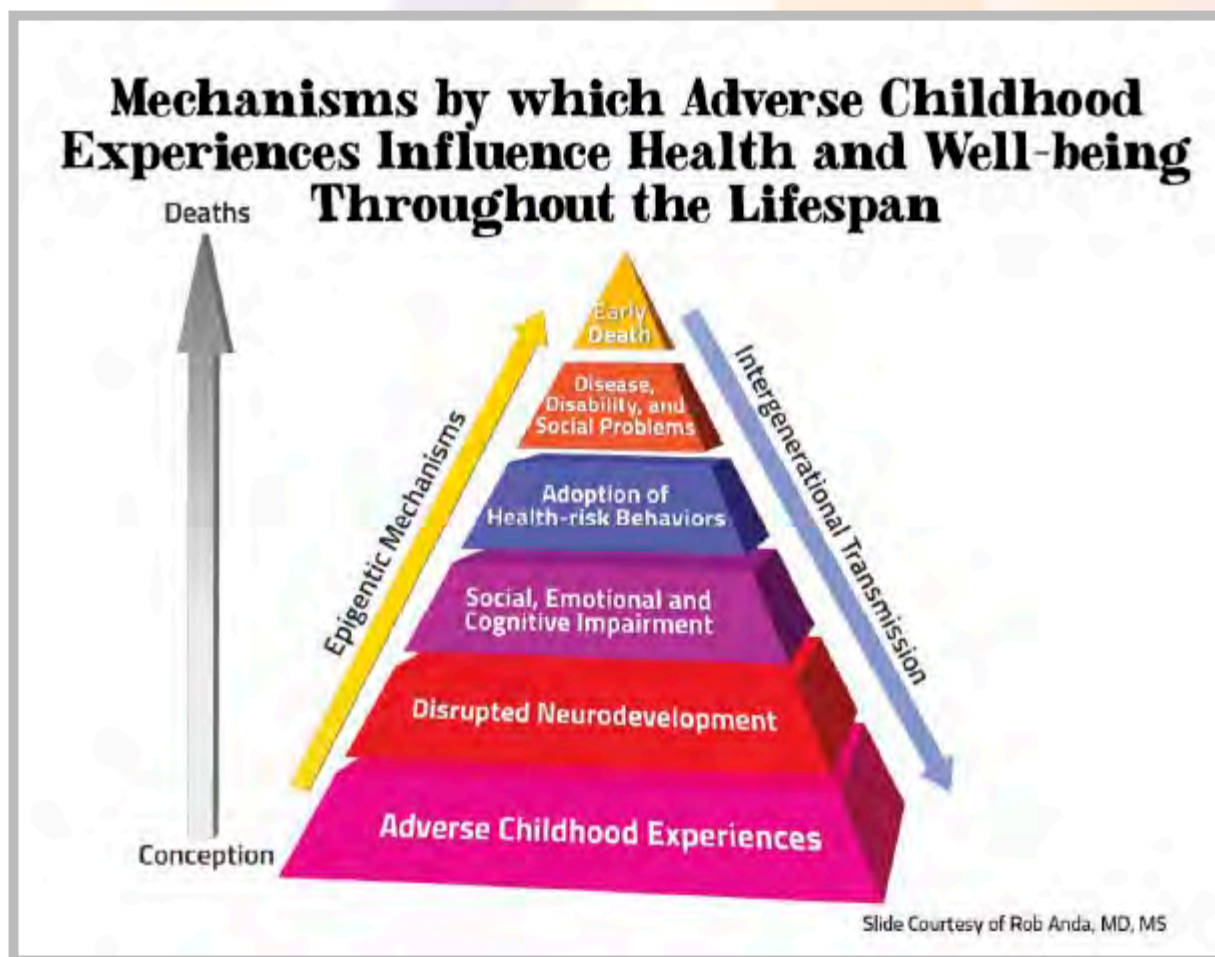 Mechanisms by which Adverse Childhood
Experiences Influence Health and Well-being
Throughout the Lifespan
Deaths
Early
Death
Disease,
Disability, and
Social Problems
Adoption of
Health-risk Behaviors
Social, Emotional and
Cognitive Impairment
Disrupted Neurodevelopment
Adverse Childhood Experiences
Epigentic Mechanisms
Intergenerational Transmission
Conception
Slide Courtesy of Rob Anda, MD, MS